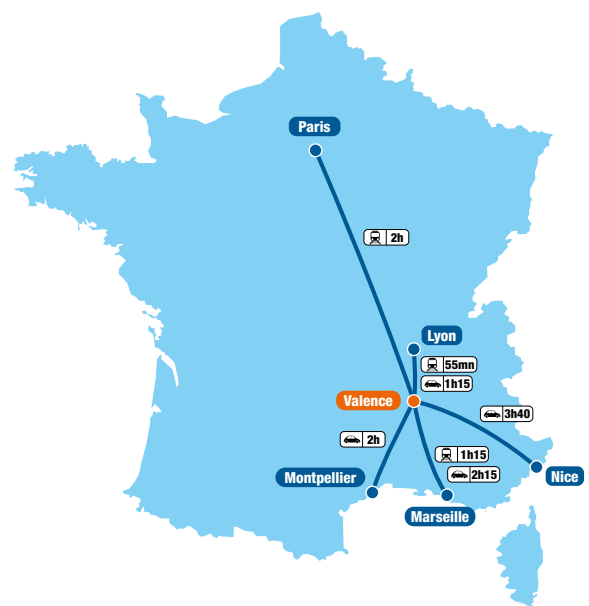 Paris
2h
Lyon
55mn
1h15
Valence
3h40
2h
1h15
2h15
Montpellier
Nice
Marseille